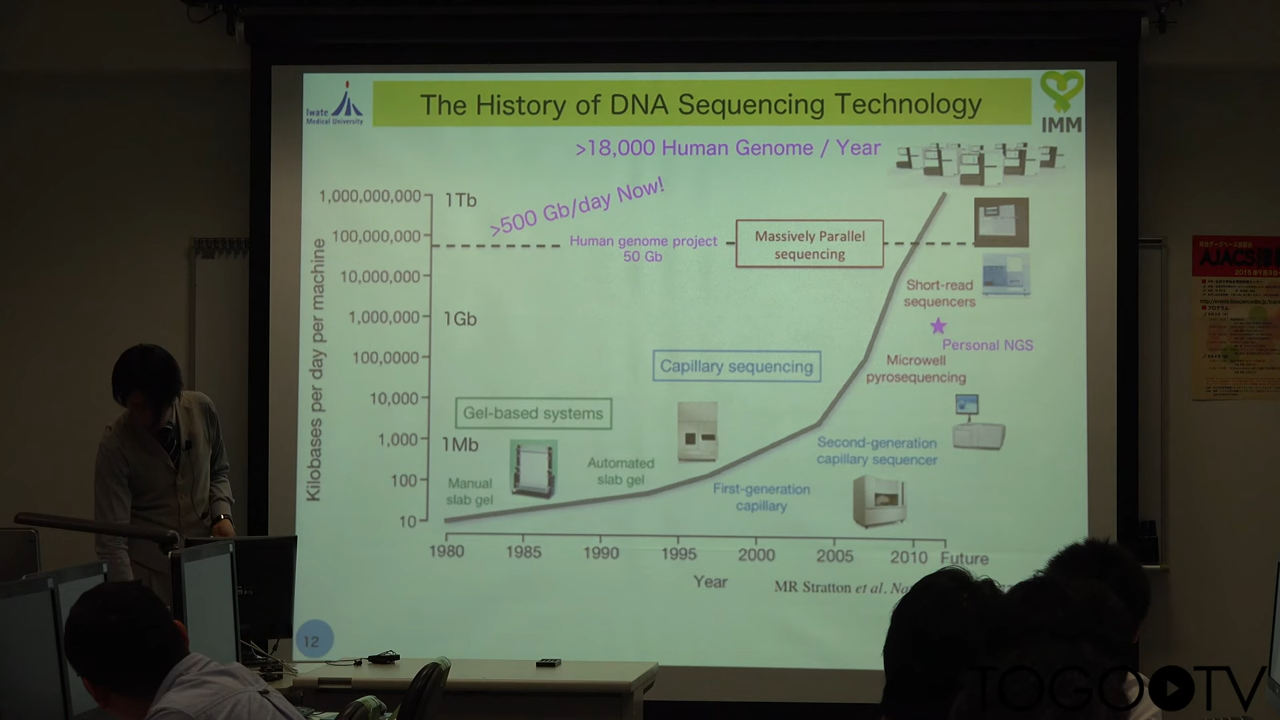 Iwate
Medical University
The History of DNA Sequencing Technology
IMM
>18,000 Human Genome / Year
>500 Gb/day Now!
Kilobases per day per machine
1,000,000,000
100,000,000
10,000,000
1,000,000
100,0000
10,000
1,000
100
10
1Tb
1Gb
1Mb
Human genome project
50 Gb
Massively Parallel
sequencing
Short-read
sequencers
Personal NGS
Microwell
pyrosequencing
Capillary sequencing
Gel-based systems
Second-generation
capillary sequencer
Automated
slab gel
Manual
slab gel
First-generation
capillary
1980
1985
1990
1995
2000
2005
2010
Future
Year
MR Stratton et al.
12
AJACS
TOGO TV